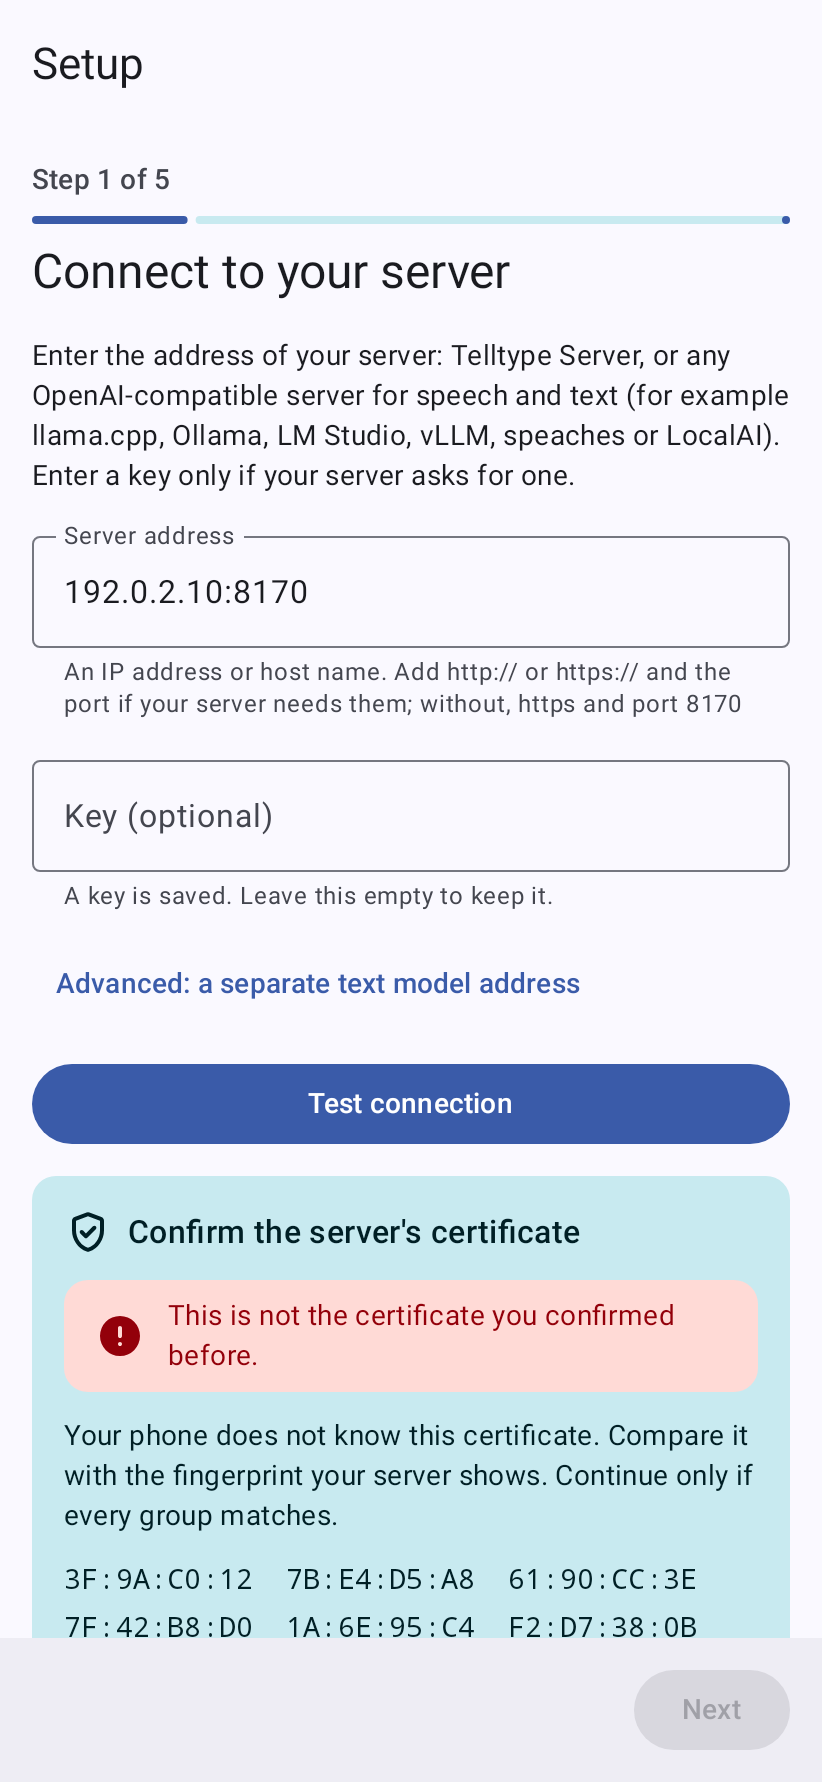 Setup
Step 1 of 5
Connect to your server
Enter the address of your server: Telltype Server, or any
OpenAI-compatible server for speech and text (for example
llama.cpp, Ollama, LM Studio, vLLM, speaches or LocalAI).
Enter a key only if your server asks for one.
Server address
192.0.2.10:8170
An IP address or host name. Add http:// or https:// and the
port if your server needs them; without, https and port 8170
Key (optional)
A key is saved. Leave this empty to keep it.
Advanced: a separate text model address
Test connection
Confirm the server's certificate
This is not the certificate you confirmed
before.
Your phone does not know this certificate. Compare it
with the fingerprint your server shows. Continue only if
every group matches.
3F:9A:C0:12 7B:E4:D5:A8 61:90:CC:3E
7F:42:B8:D0 1A:6E:95:C4 F2:D7:38:0B
Next